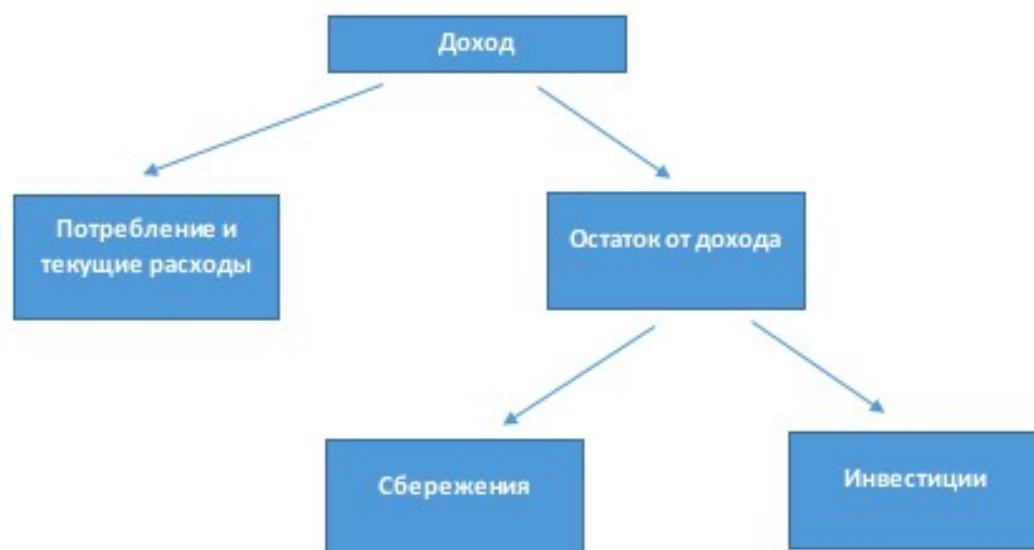 Доход
Потребление и
текущие расходы
Остаток от дохода
Сбережения
Инвестиции